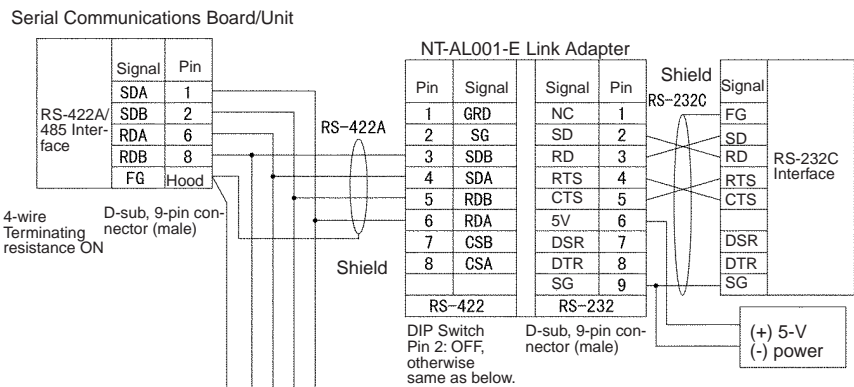 Serial Communications Board/Unit
RS-422A/
485 Inter-
face
Signal Pin
SDA 1
SDB 2
RDA 6
RDB 8
FG Hood
4-wire
Terminating
resistance ON
D-sub, 9-pin con-
nector (male)
RS-422A
Shield
NT-AL001-E Link Adapter
Pin Signal
1 GRD
2 SG
3 SDB
4 SDA
5 RDB
6 RDA
7 CSB
8 CSA
RS-422
DIP Switch
Pin 2: OFF,
otherwise
same as below.
Signal Pin
NC 1
SD 2
RD 3
RTS 4
CTS 5
5V 6
DSR 7
DTR 8
SG 9
RS-232
D-sub, 9-pin con-
nector (male)
Shield
RS-232C
Signal
FG
SD
RD
RTS
CTS
DSR
DTR
SG
RS-232C
Interface
(+) 5-V
(-) power